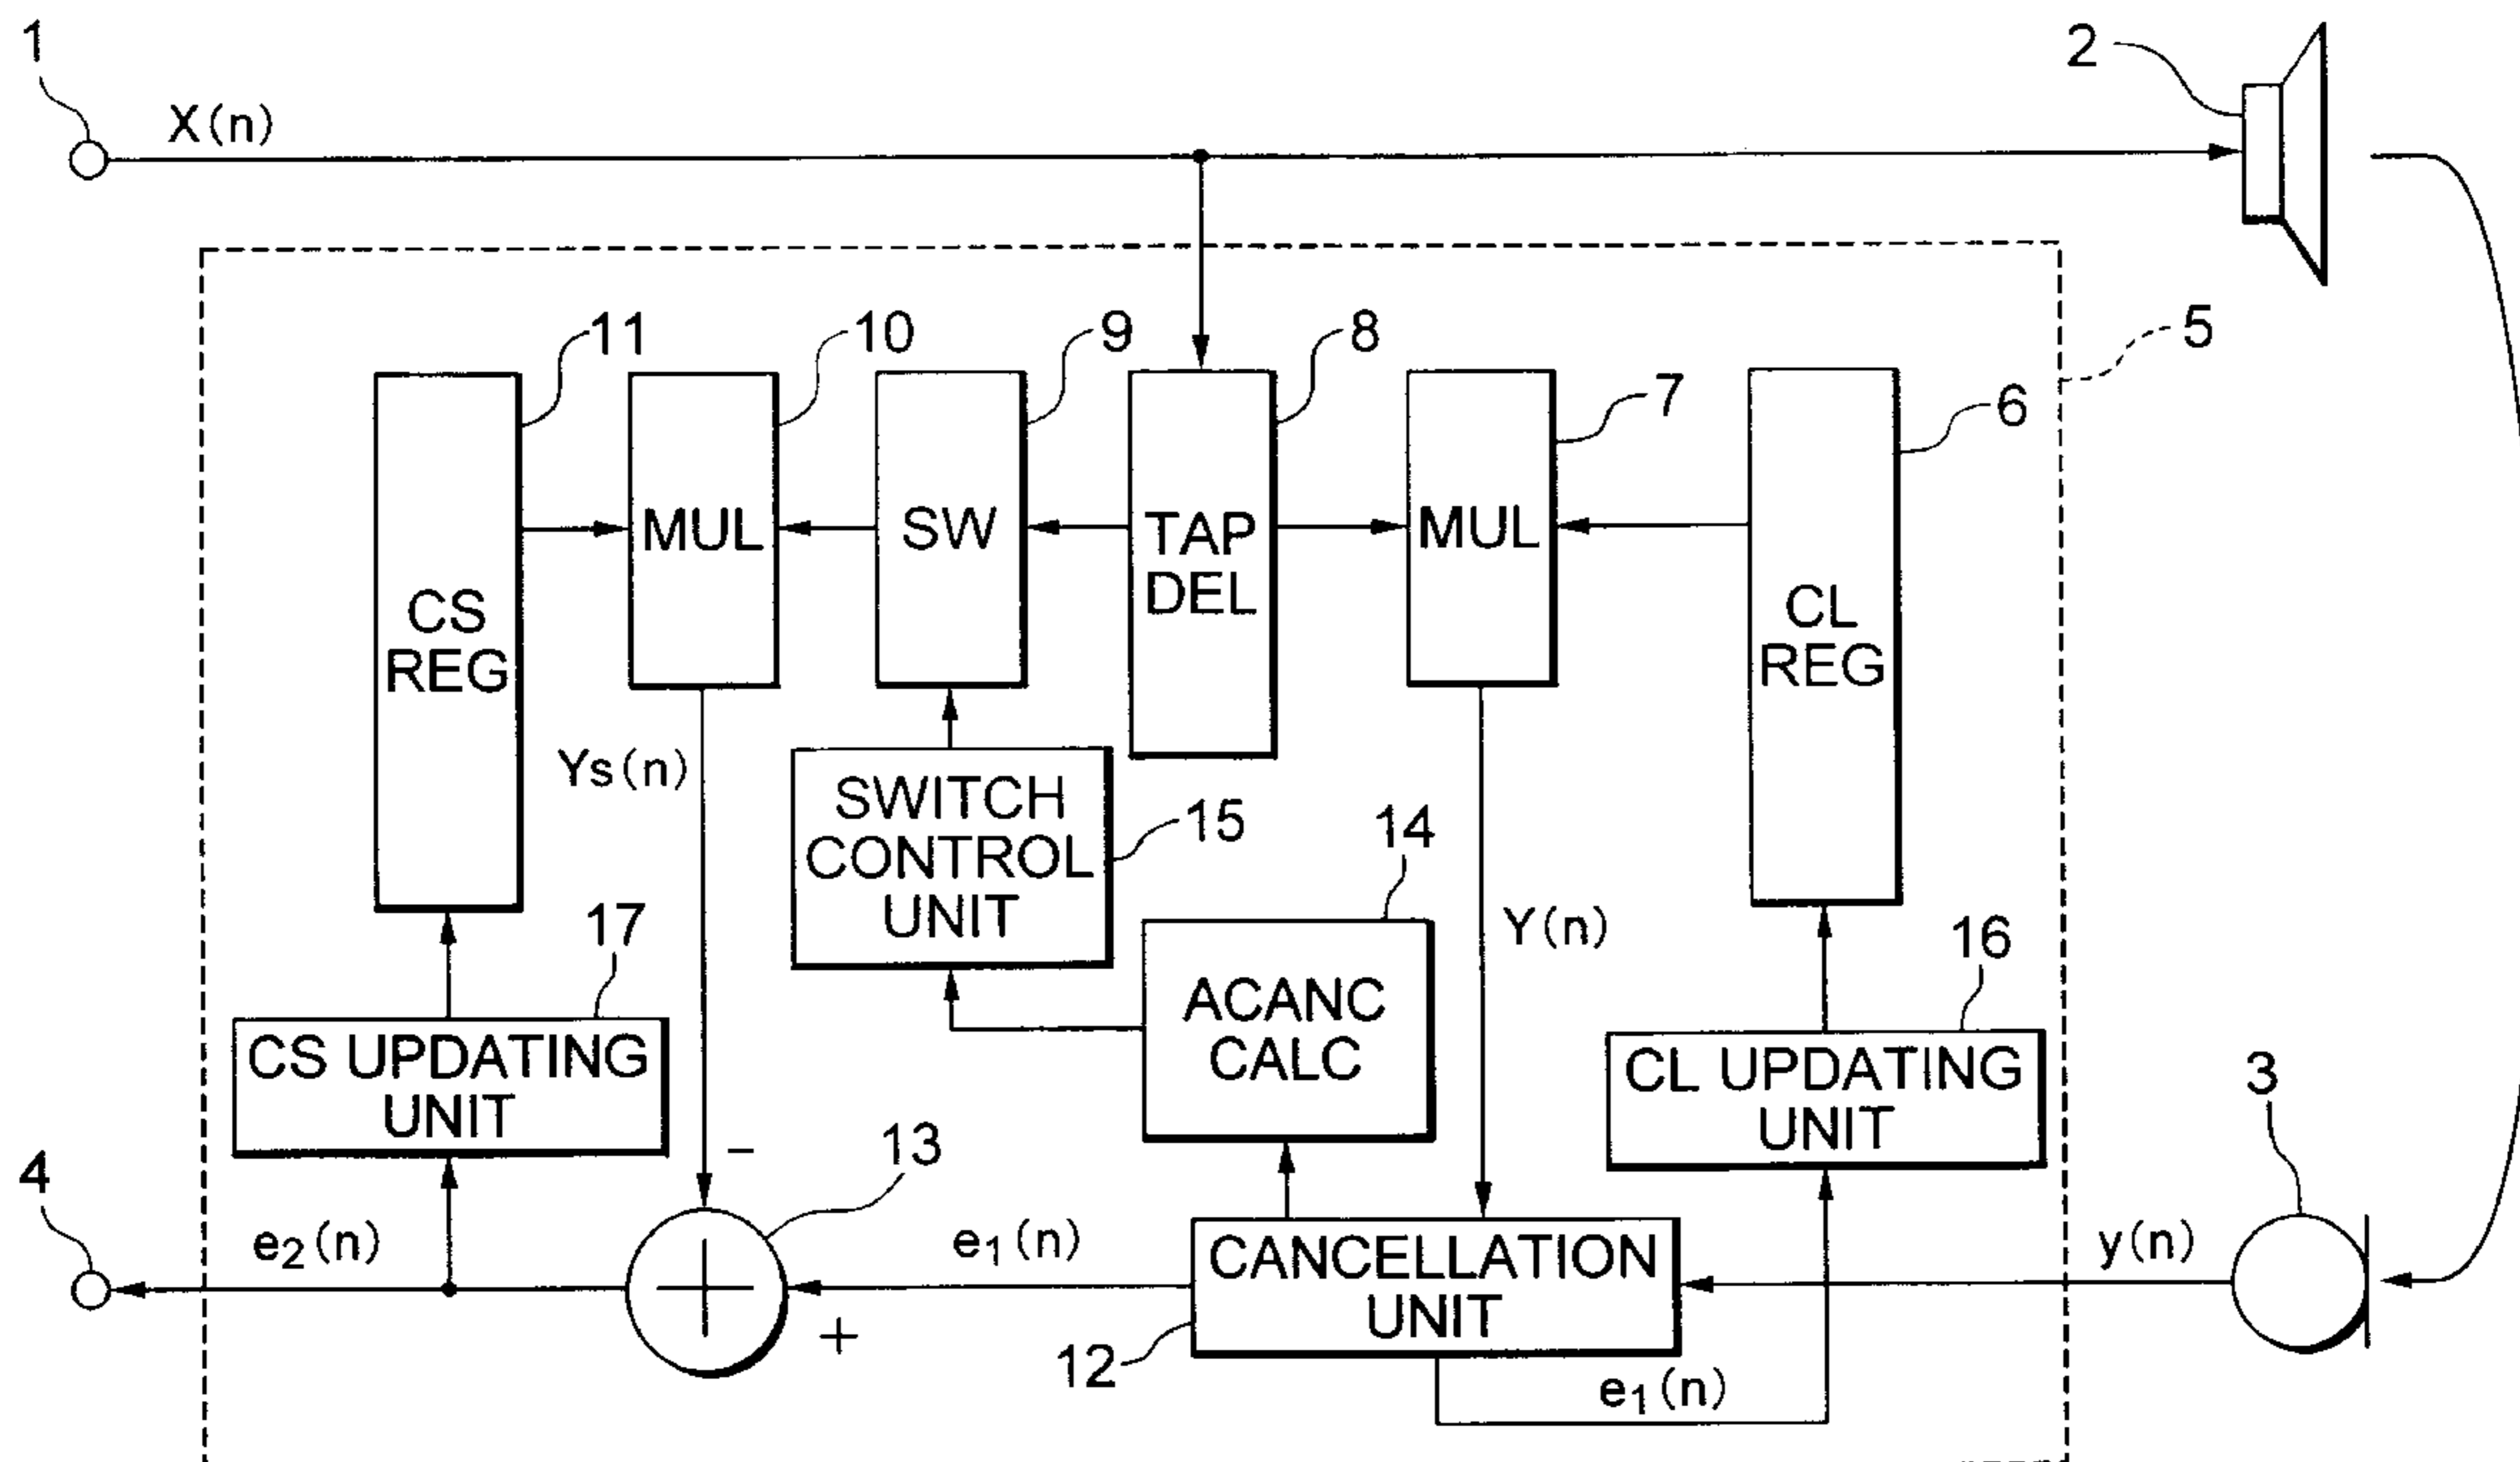 1
2
X(n)
5
11
10
9
8
7
6
CS
REG
MUL
SW
TAP
DEL
MUL
CL
REG
Ys(n)
SWITCH
CONTROL
UNIT
15
14
Y(n)
17
16
ACANC
CALC
CS UPDATING
UNIT
CL UPDATING
UNIT
3
4
−
13
e2(n)
e1(n)
CANCELLATION
UNIT
y(n)
+
12
e1(n)